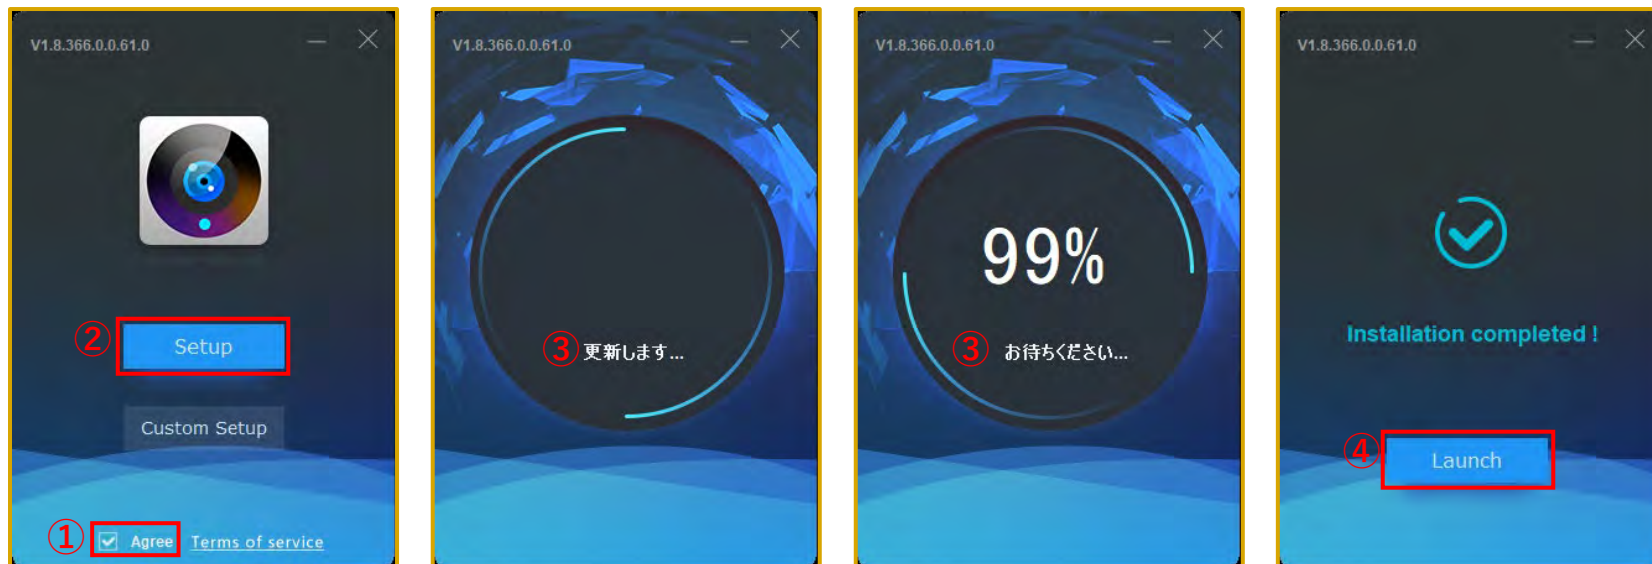 V1.8.366.0.0.61.0
② Setup
Custom Setup
① Agree Terms of service
V1.8.366.0.0.61.0
③ 更新します...
V1.8.366.0.0.61.0
99%
③ お待ちください...
V1.8.366.0.0.61.0
Installation completed !
④ Launch